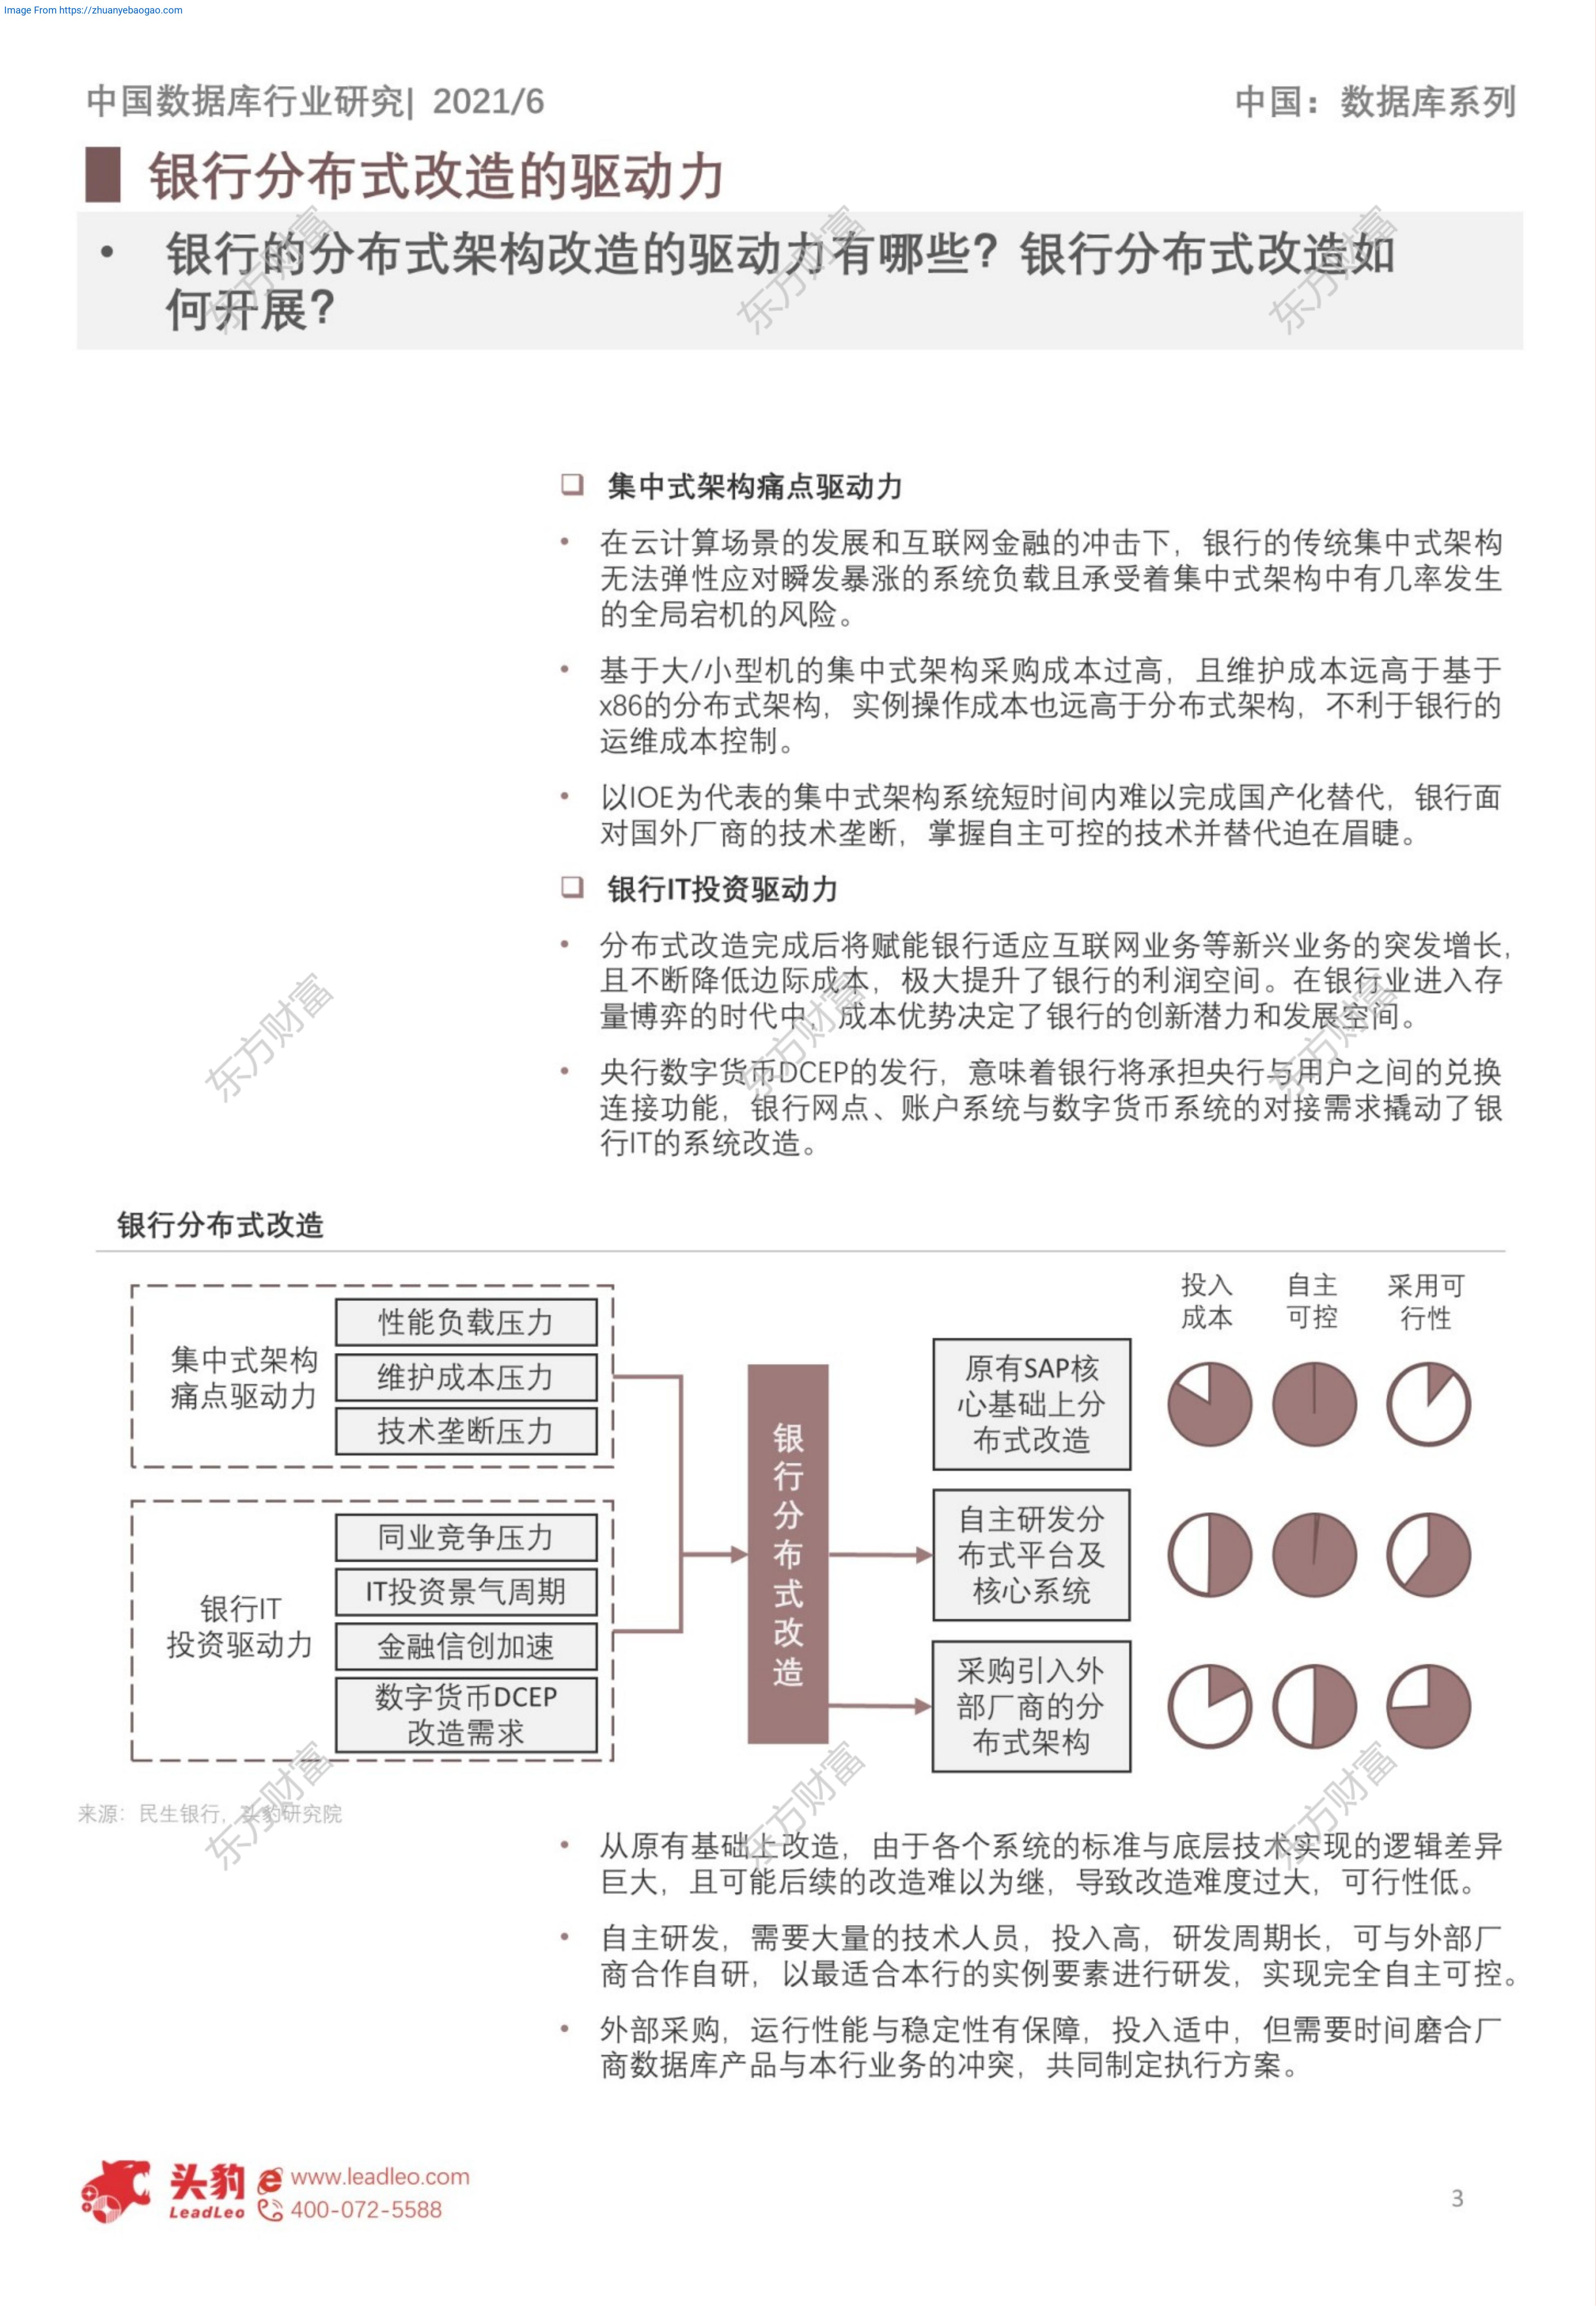 Image From https://zhuanyebaogao.com
中国数据库行业研究| 2021/6
中国：数据库系列
银行分布式改造的驱动力
• 银行的分布式架构改造的驱动力有哪些？银行分布式改造如
何开展？
❑ 集中式架构痛点驱动力
• 在云计算场景的发展和互联网金融的冲击下，银行的传统集中式架构
无法弹性应对瞬发暴涨的系统负载且承受着集中式架构中有几率发生
的全局宕机的风险。
• 基于大/小型机的集中式架构采购成本过高，且维护成本远高于基于
x86的分布式架构，实例操作成本也远高于分布式架构，不利于银行的
运维成本控制。
• 以IOE为代表的集中式架构系统短时间内难以完成国产化替代，银行面
对国外厂商的技术垄断，掌握自主可控的技术并替代迫在眉睫。
❑ 银行IT投资驱动力
• 分布式改造完成后将赋能银行适应互联网业务等新兴业务的突发增长，
且不断降低边际成本，极大提升了银行的利润空间。在银行业进入存
量博弈的时代中，成本优势决定了银行的创新潜力和发展空间。
• 央行数字货币DCEP的发行，意味着银行将承担央行与用户之间的兑换
连接功能，银行网点、账户系统与数字货币系统的对接需求撬动了银
行IT的系统改造。
银行分布式改造
集中式架构
痛点驱动力
性能负载压力
维护成本压力
技术垄断压力
银行IT
投资驱动力
同业竞争压力
IT投资景气周期
金融信创加速
数字货币DCEP
改造需求
银
行
分
布
式
改
造
投入
成本
自主
可控
采用可
行性
原有SAP核
心基础上分
布式改造
自主研发分
布式平台及
核心系统
采购引入外
部厂商的分
布式架构
来源：民生银行，头豹研究院
• 从原有基础上改造，由于各个系统的标准与底层技术实现的逻辑差异
巨大，且可能后续的改造难以为继，导致改造难度过大，可行性低。
• 自主研发，需要大量的技术人员，投入高，研发周期长，可与外部厂
商合作自研，以最适合本行的实例要素进行研发，实现完全自主可控。
• 外部采购，运行性能与稳定性有保障，投入适中，但需要时间磨合厂
商数据库产品与本行业务的冲突，共同制定执行方案。
头豹
LeadLeo
www.leadleo.com
400-072-5588
3
东方财富
东方财富
东方财富
东方财富
东方财富
东方财富
东方财富
东方财富
东方财富